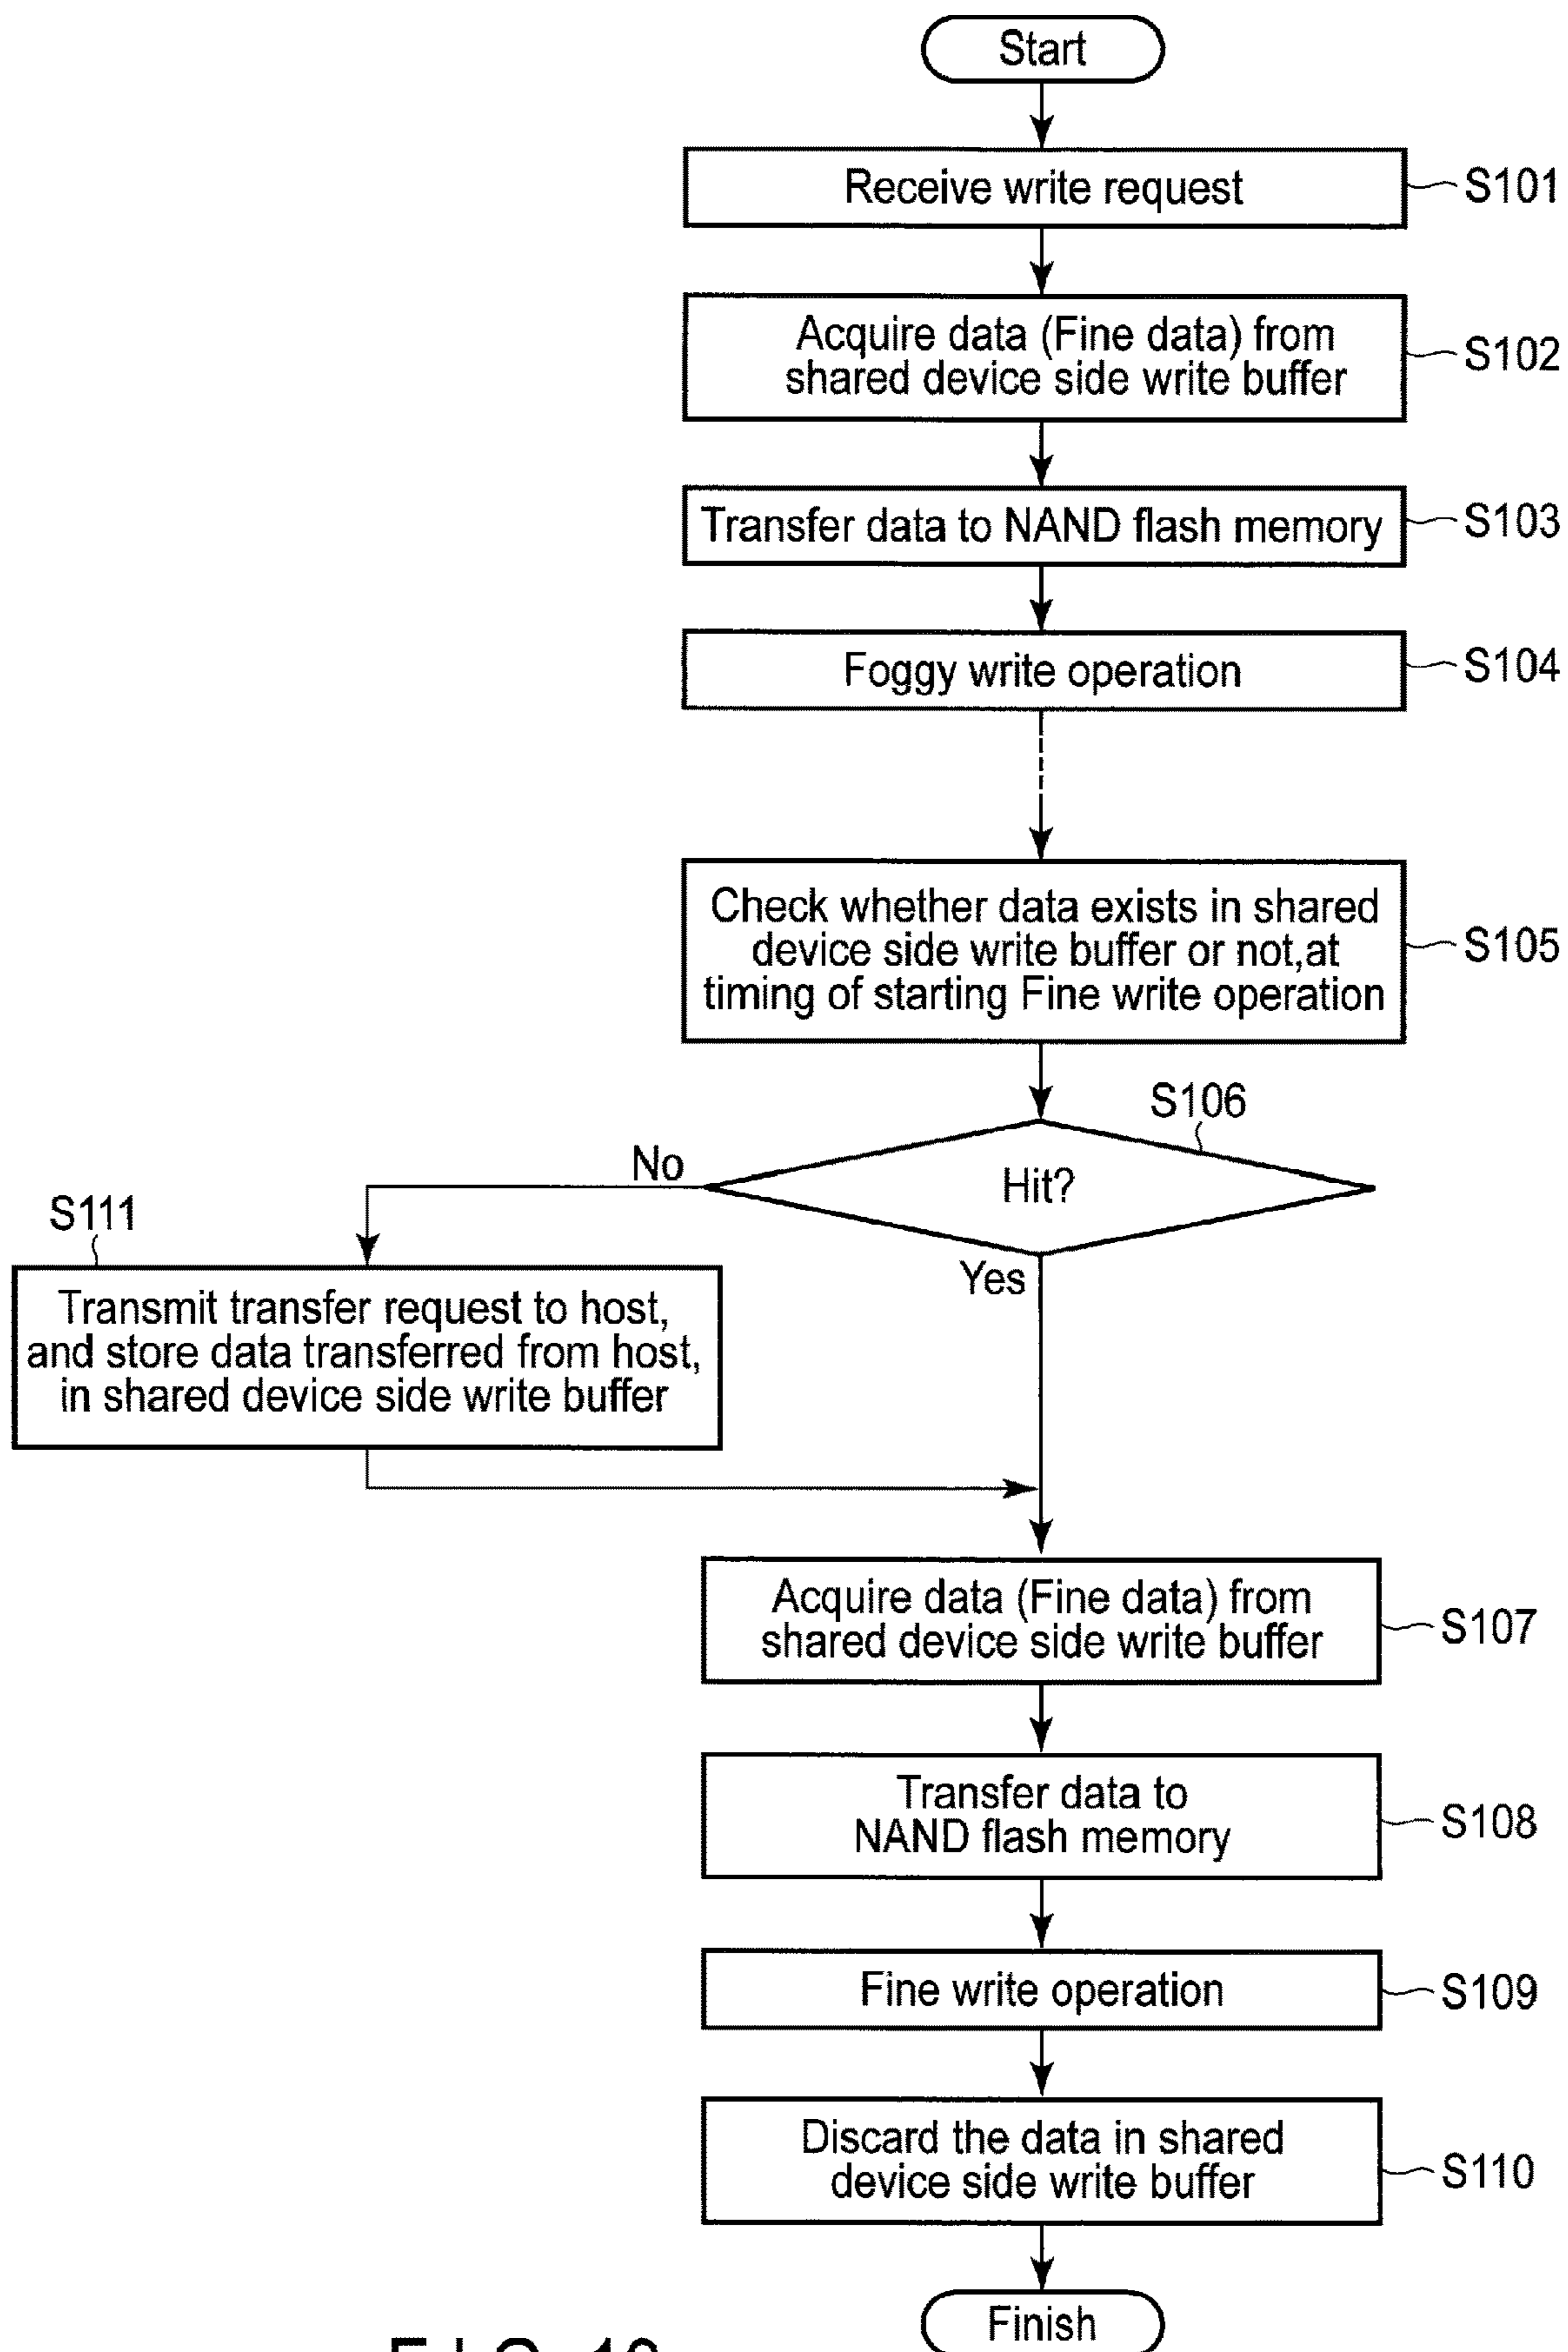 Start
Receive write request
S101
Acquire data (Fine data) from
shared device side write buffer
S102
Transfer data to NAND flash memory
S103
Foggy write operation
S104
Check whether data exists in shared
device side write buffer or not,at
timing of starting Fine write operation
S105
S106
Hit?
No
Yes
S111
Transmit transfer request to host,
and store data transferred from host,
in shared device side write buffer
Acquire data (Fine data) from
shared device side write buffer
S107
Transfer data to
NAND flash memory
S108
Fine write operation
S109
Discard the data in shared
device side write buffer
S110
Finish